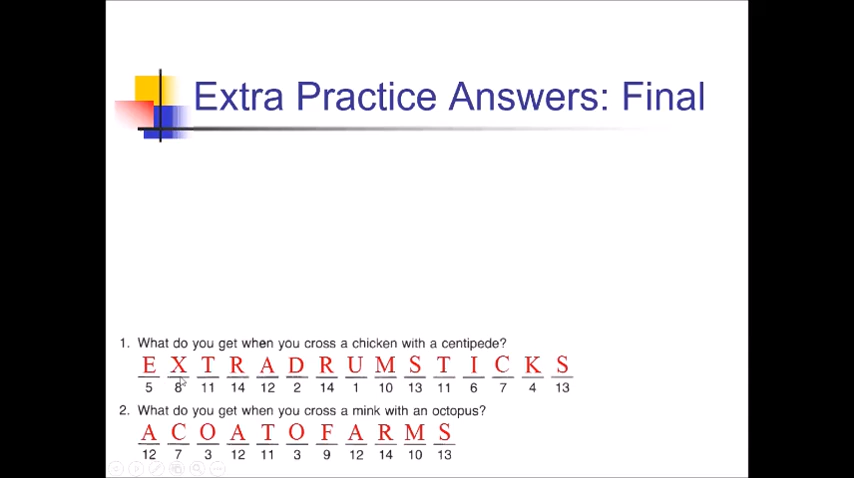 Extra Practice Answers: Final
1. What do you get when you cross a chicken with a centipede?
E X T R A D R U M S T I C K S
5 8 11 14 12 2 14 1 10 13 11 6 7 4 13
2. What do you get when you cross a mink with an octopus?
A C O A T O F A R M S
12 7 3 12 11 3 9 12 14 10 13